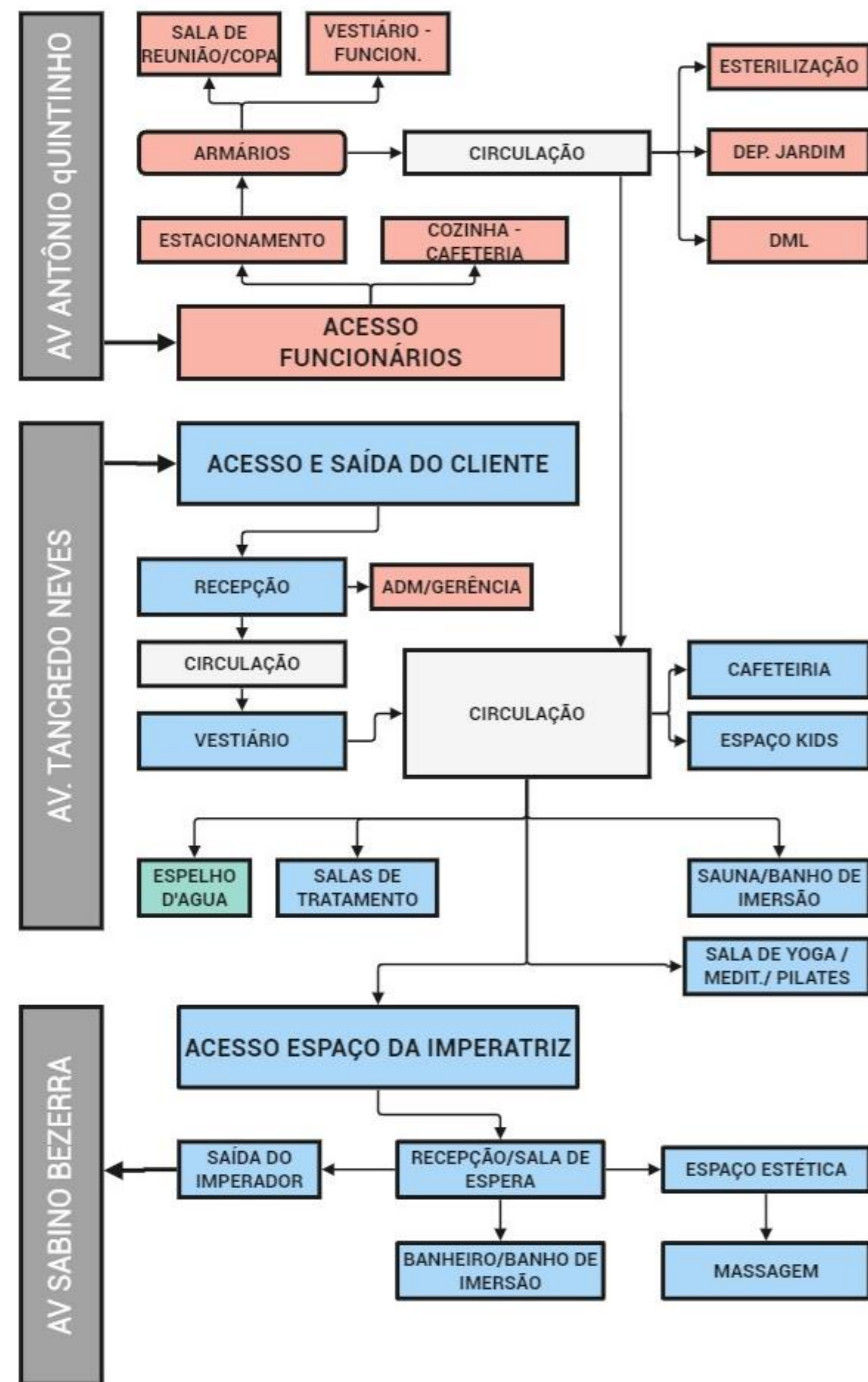 AV ANTÔNIO qUINTINHO
SALA DE
REUNIÃO/COPA
VESTIÁRIO -
FUNCION.
ESTERILIZAÇÃO
ARMÁRIOS
CIRCULAÇÃO
DEP. JARDIM
ESTACIONAMENTO
COZINHA -
CAFETERIA
DML
ACESSO
FUNCIONÁRIOS
AV. TANCREDO NEVES
ACESSO E SAÍDA DO CLIENTE
RECEPÇÃO
ADM/GERÊNCIA
CIRCULAÇÃO
VESTIÁRIO
CIRCULAÇÃO
CAFETEIRIA
ESPAÇO KIDS
ESPELHO
D'AGUA
SALAS DE
TRATAMENTO
SAUNA/BANHO DE
IMERSÃO
SALA DE YOGA /
MEDIT./ PILATES
AV SABINO BEZERRA
ACESSO ESPAÇO DA IMPERATRIZ
SAÍDA DO
IMPERADOR
RECEPÇÃO/SALA DE
ESPERA
ESPAÇO ESTÉTICA
BANHEIRO/BANHO DE
IMERSÃO
MASSAGEM